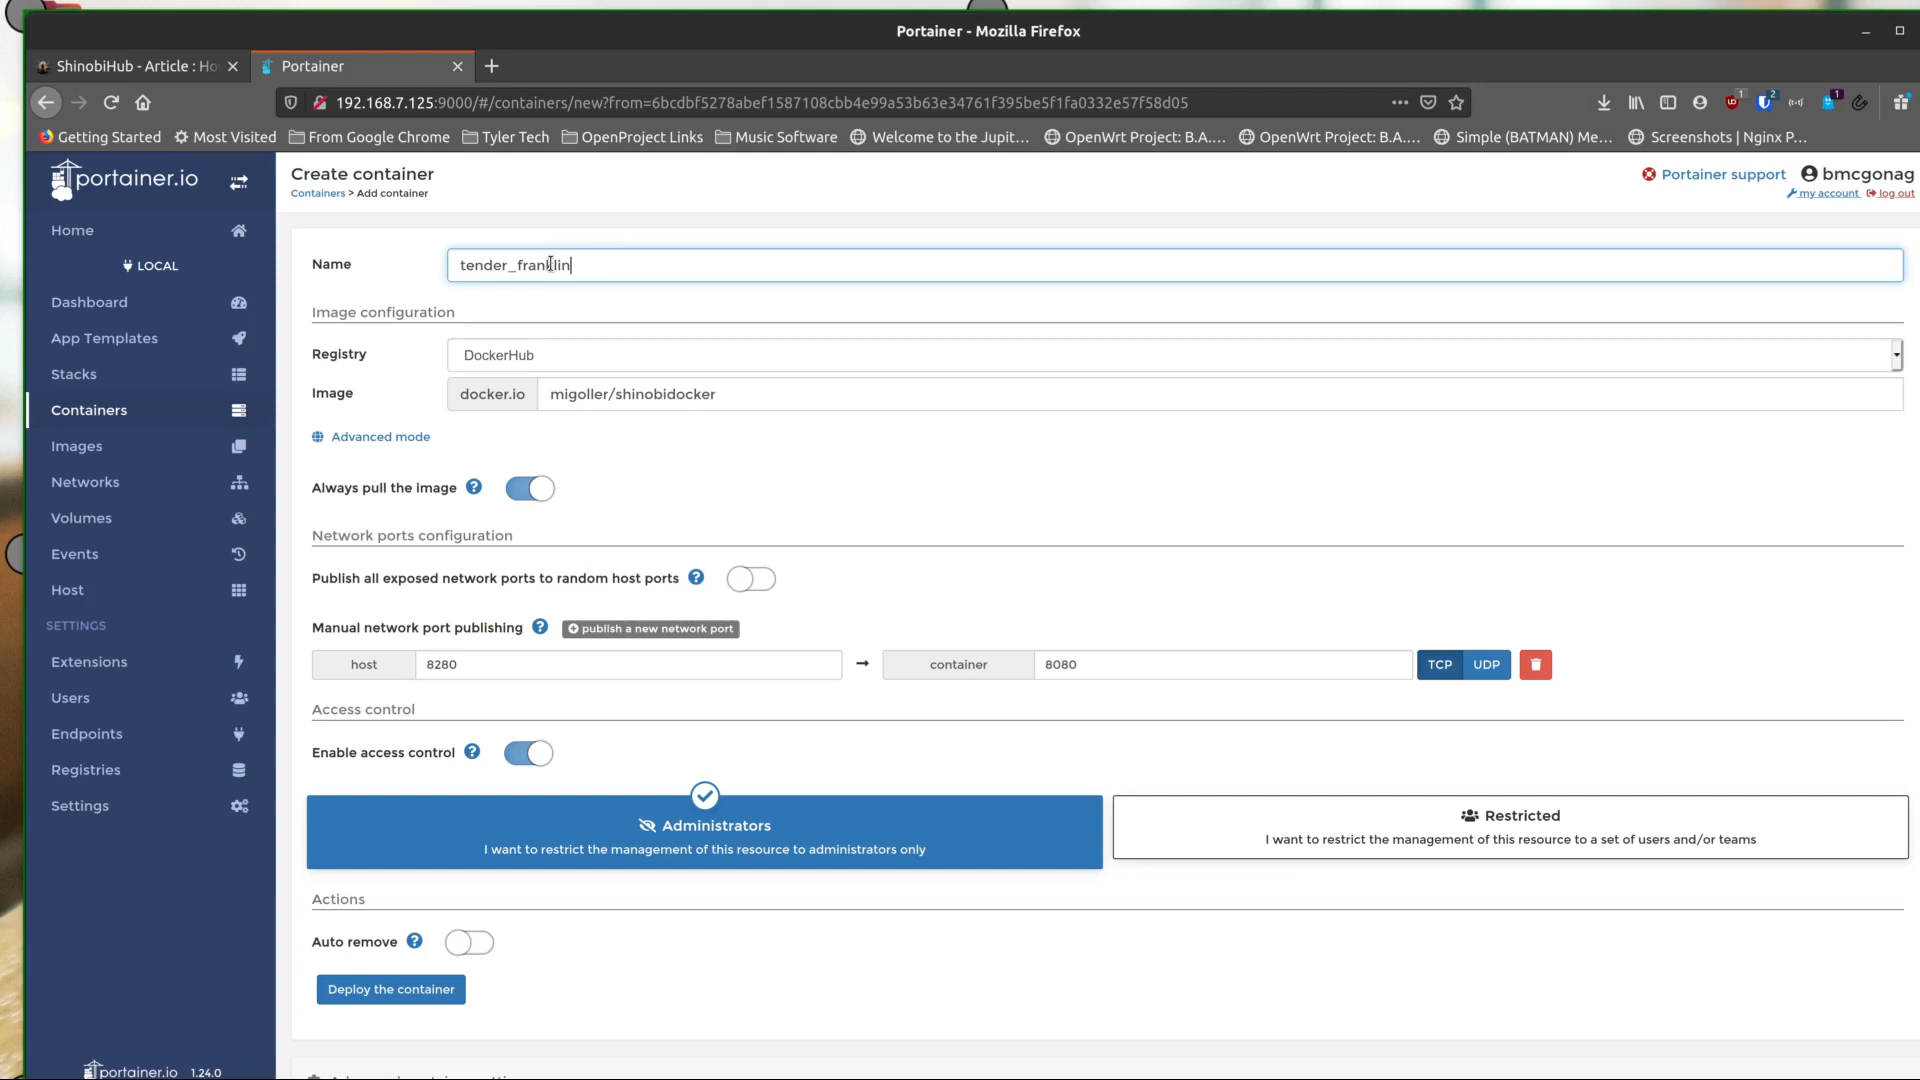 Portainer - Mozilla Firefox
ShinobiHub - Article : Ho
Portainer
192.168.7.125:9000/#/containers/new?from=6bcdbf5278abef1587108cbb4e99a53b63e34761f395be5f1fa0332e57f58d05
1
2
1
Getting Started
Most Visited
From Google Chrome
Tyler Tech
OpenProject Links
Music Software
Welcome to the Jupit...
OpenWrt Project: B.A....
OpenWrt Project: B.A....
Simple (BATMAN) Me...
Screenshots | Nginx P...
portainer.io
Home
LOCAL
Dashboard
App Templates
Stacks
Containers
Images
Networks
Volumes
Events
Host
SETTINGS
Extensions
Users
Endpoints
Registries
Settings
portainer.io 1.24.0
Create container
Containers > Add container
Portainer support
bmcgonag
my account
log out
Name
tender_franklin
Image configuration
Registry
DockerHub
Image
docker.io
migoller/shinobidocker
Advanced mode
Always pull the image
Network ports configuration
Publish all exposed network ports to random host ports
Manual network port publishing
publish a new network port
host
8280
container
8080
TCP
UDP
Access control
Enable access control
Administrators
I want to restrict the management of this resource to administrators only
Restricted
I want to restrict the management of this resource to a set of users and/or teams
Actions
Auto remove
Deploy the container